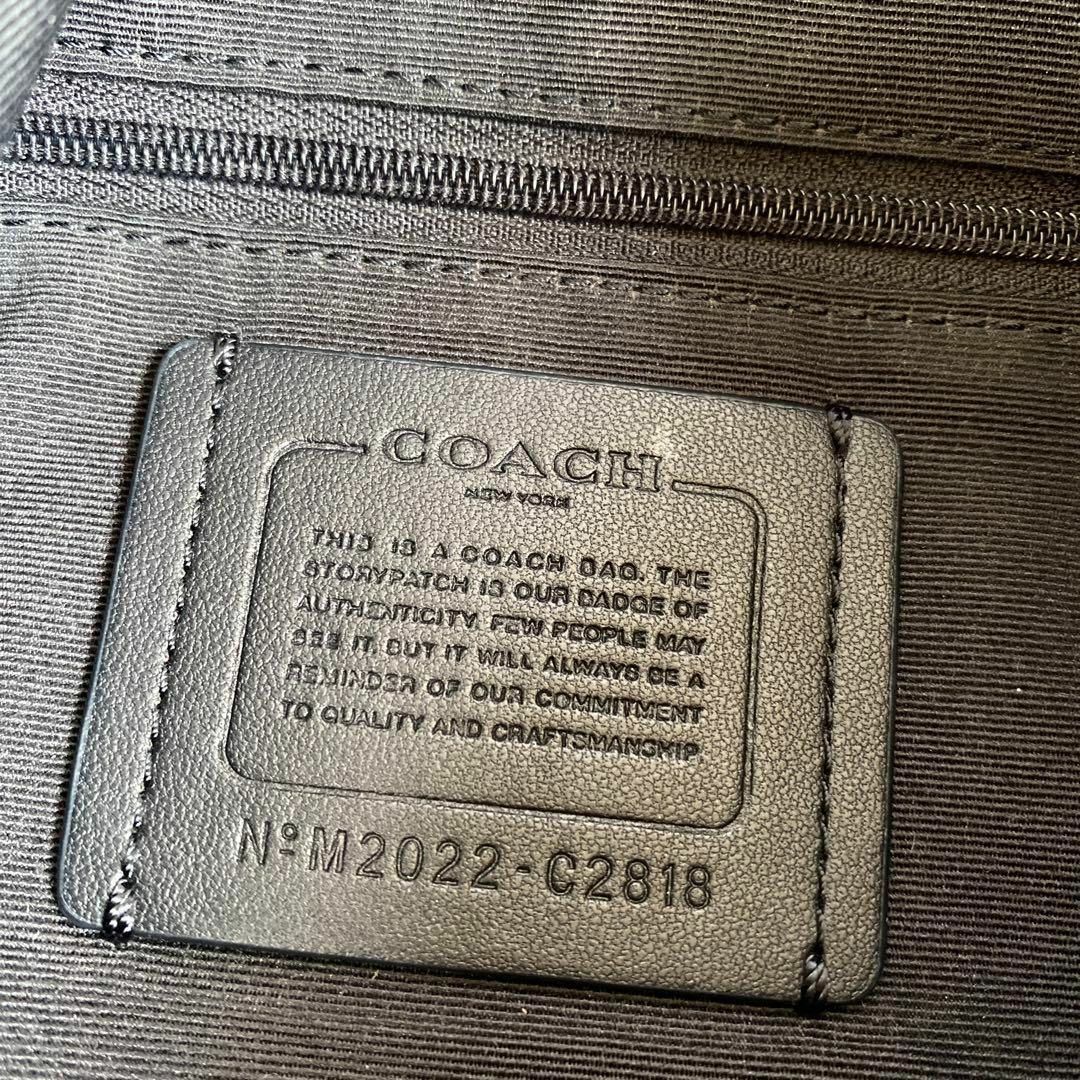 COACH
NEW YORK
THIS IS A COACH BAG. THE
STORYPATCH IS OUR BADGE OF
AUTHENTICITY. FEW PEOPLE MAY
SEE IT, BUT IT WILL ALWAYS BE A
REMINDER OF OUR COMMITMENT
TO QUALITY AND CRAFTSMANSHIP
Nº M2022-C2818